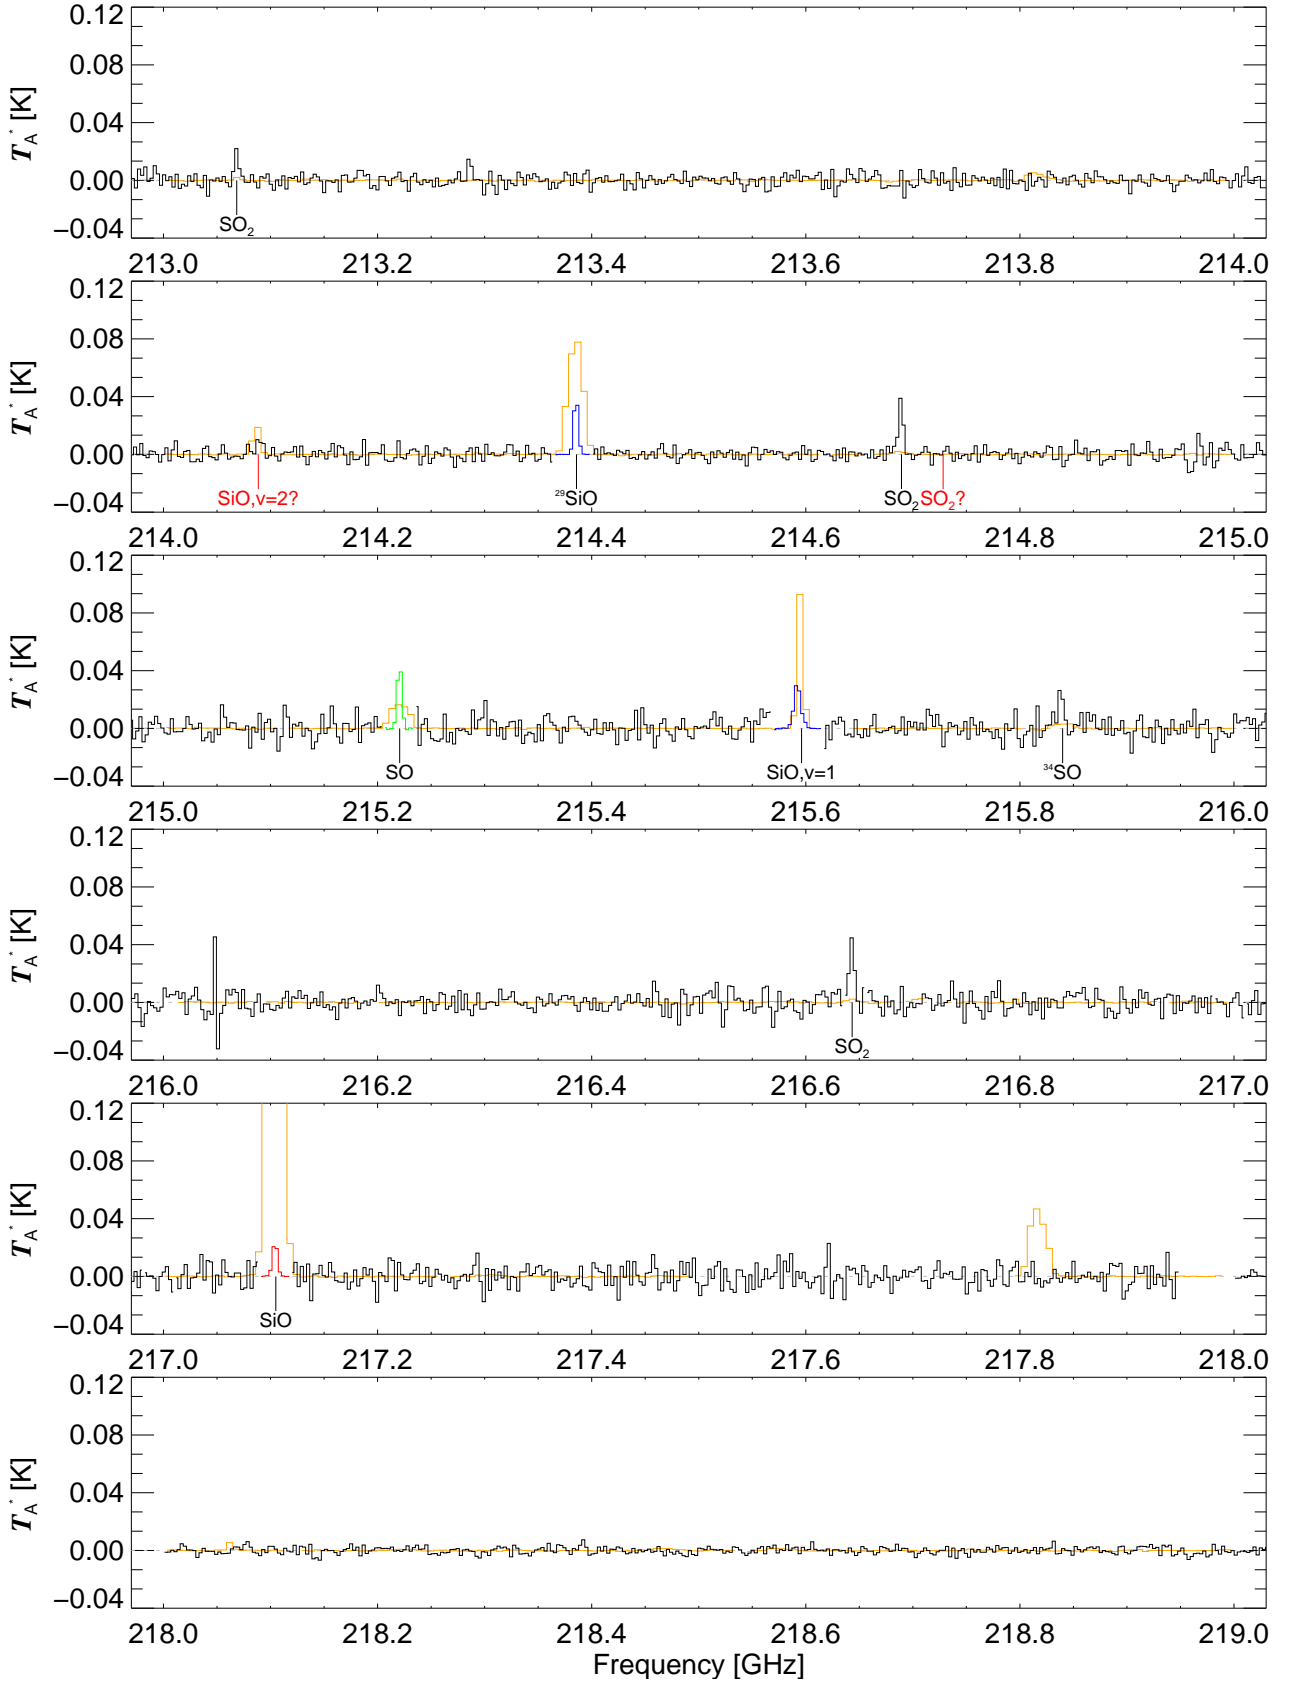 0.12
0.08
0.04
0.00
−0.04
T*A [K]
SO2
213.0 213.2 213.4 213.6 213.8 214.0
0.12
0.08
0.04
0.00
−0.04
T*A [K]
SiO,v=2? 29SiO SO2 SO2?
214.0 214.2 214.4 214.6 214.8 215.0
0.12
0.08
0.04
0.00
−0.04
T*A [K]
SO SiO,v=1 34SO
215.0 215.2 215.4 215.6 215.8 216.0
0.12
0.08
0.04
0.00
−0.04
T*A [K]
SO2
216.0 216.2 216.4 216.6 216.8 217.0
0.12
0.08
0.04
0.00
−0.04
T*A [K]
SiO
217.0 217.2 217.4 217.6 217.8 218.0
0.12
0.08
0.04
0.00
−0.04
T*A [K]
218.0 218.2 218.4 218.6 218.8 219.0
Frequency [GHz]